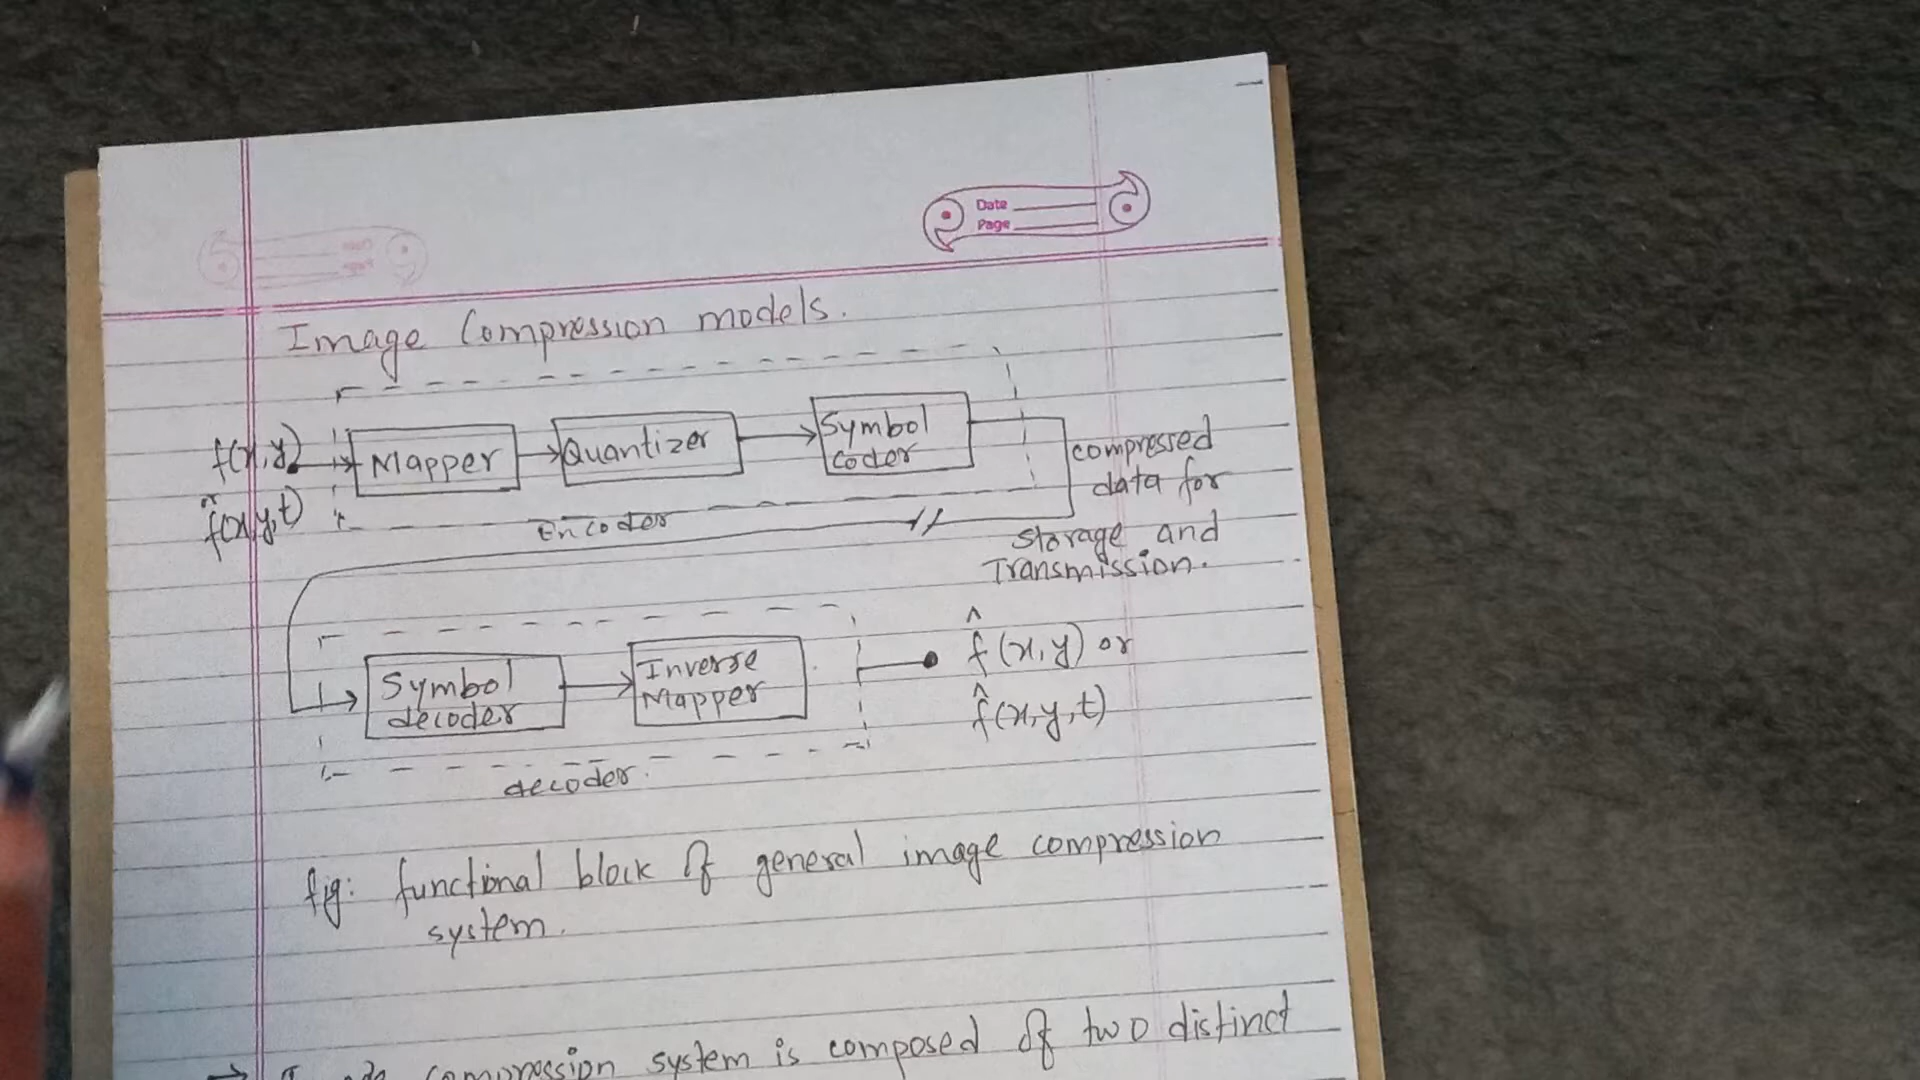 Date
Page
Image Compression models.
f(x,y)
f(x,y,t)
Mapper
Quantizer
Symbol
coder
compressed
data for
storage and
Transmission.
Encoder
Symbol
decoder
Inverse
Mapper
f̂(x,y) or
f̂(x,y,t)
decoder.
fig: functional block of general image compression
system.
→ compression system is composed of two distinct